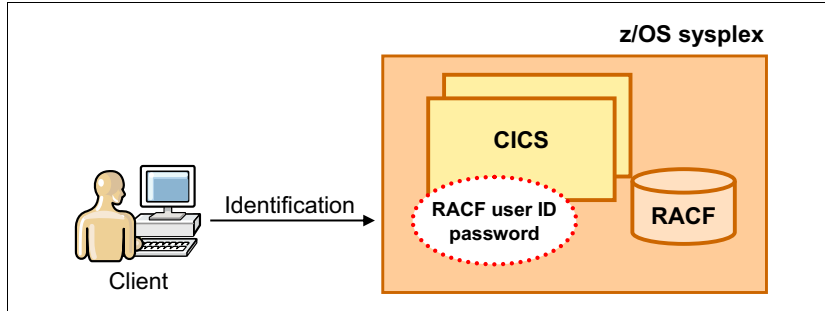 z/OS sysplex
CICS
Identification
RACF user ID
password
RACF
Client